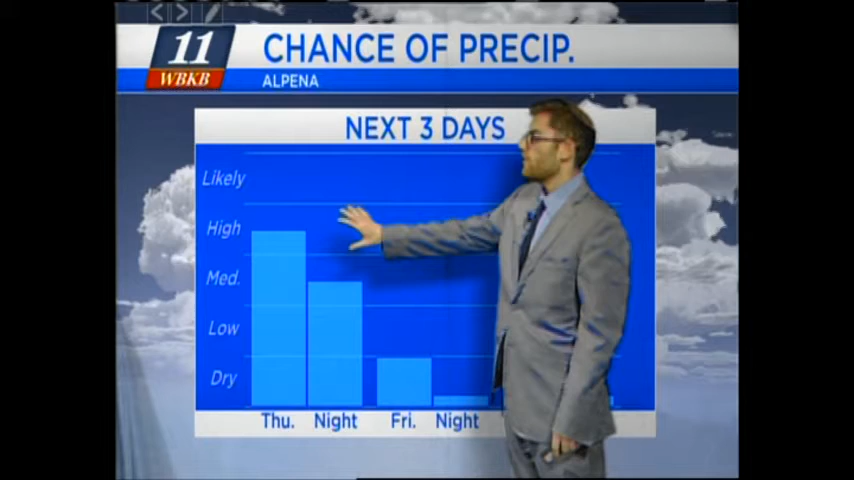 11
WBKB
CHANCE OF PRECIP.
ALPENA
NEXT 3 DAYS
Likely
High
Med.
Low
Dry
Thu. Night Fri. Night